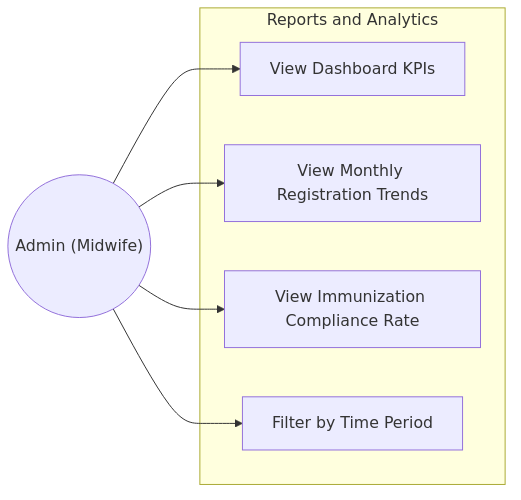 Reports and Analytics
View Dashboard KPIs
View Monthly
Registration Trends
Admin (Midwife)
View Immunization
Compliance Rate
Filter by Time Period